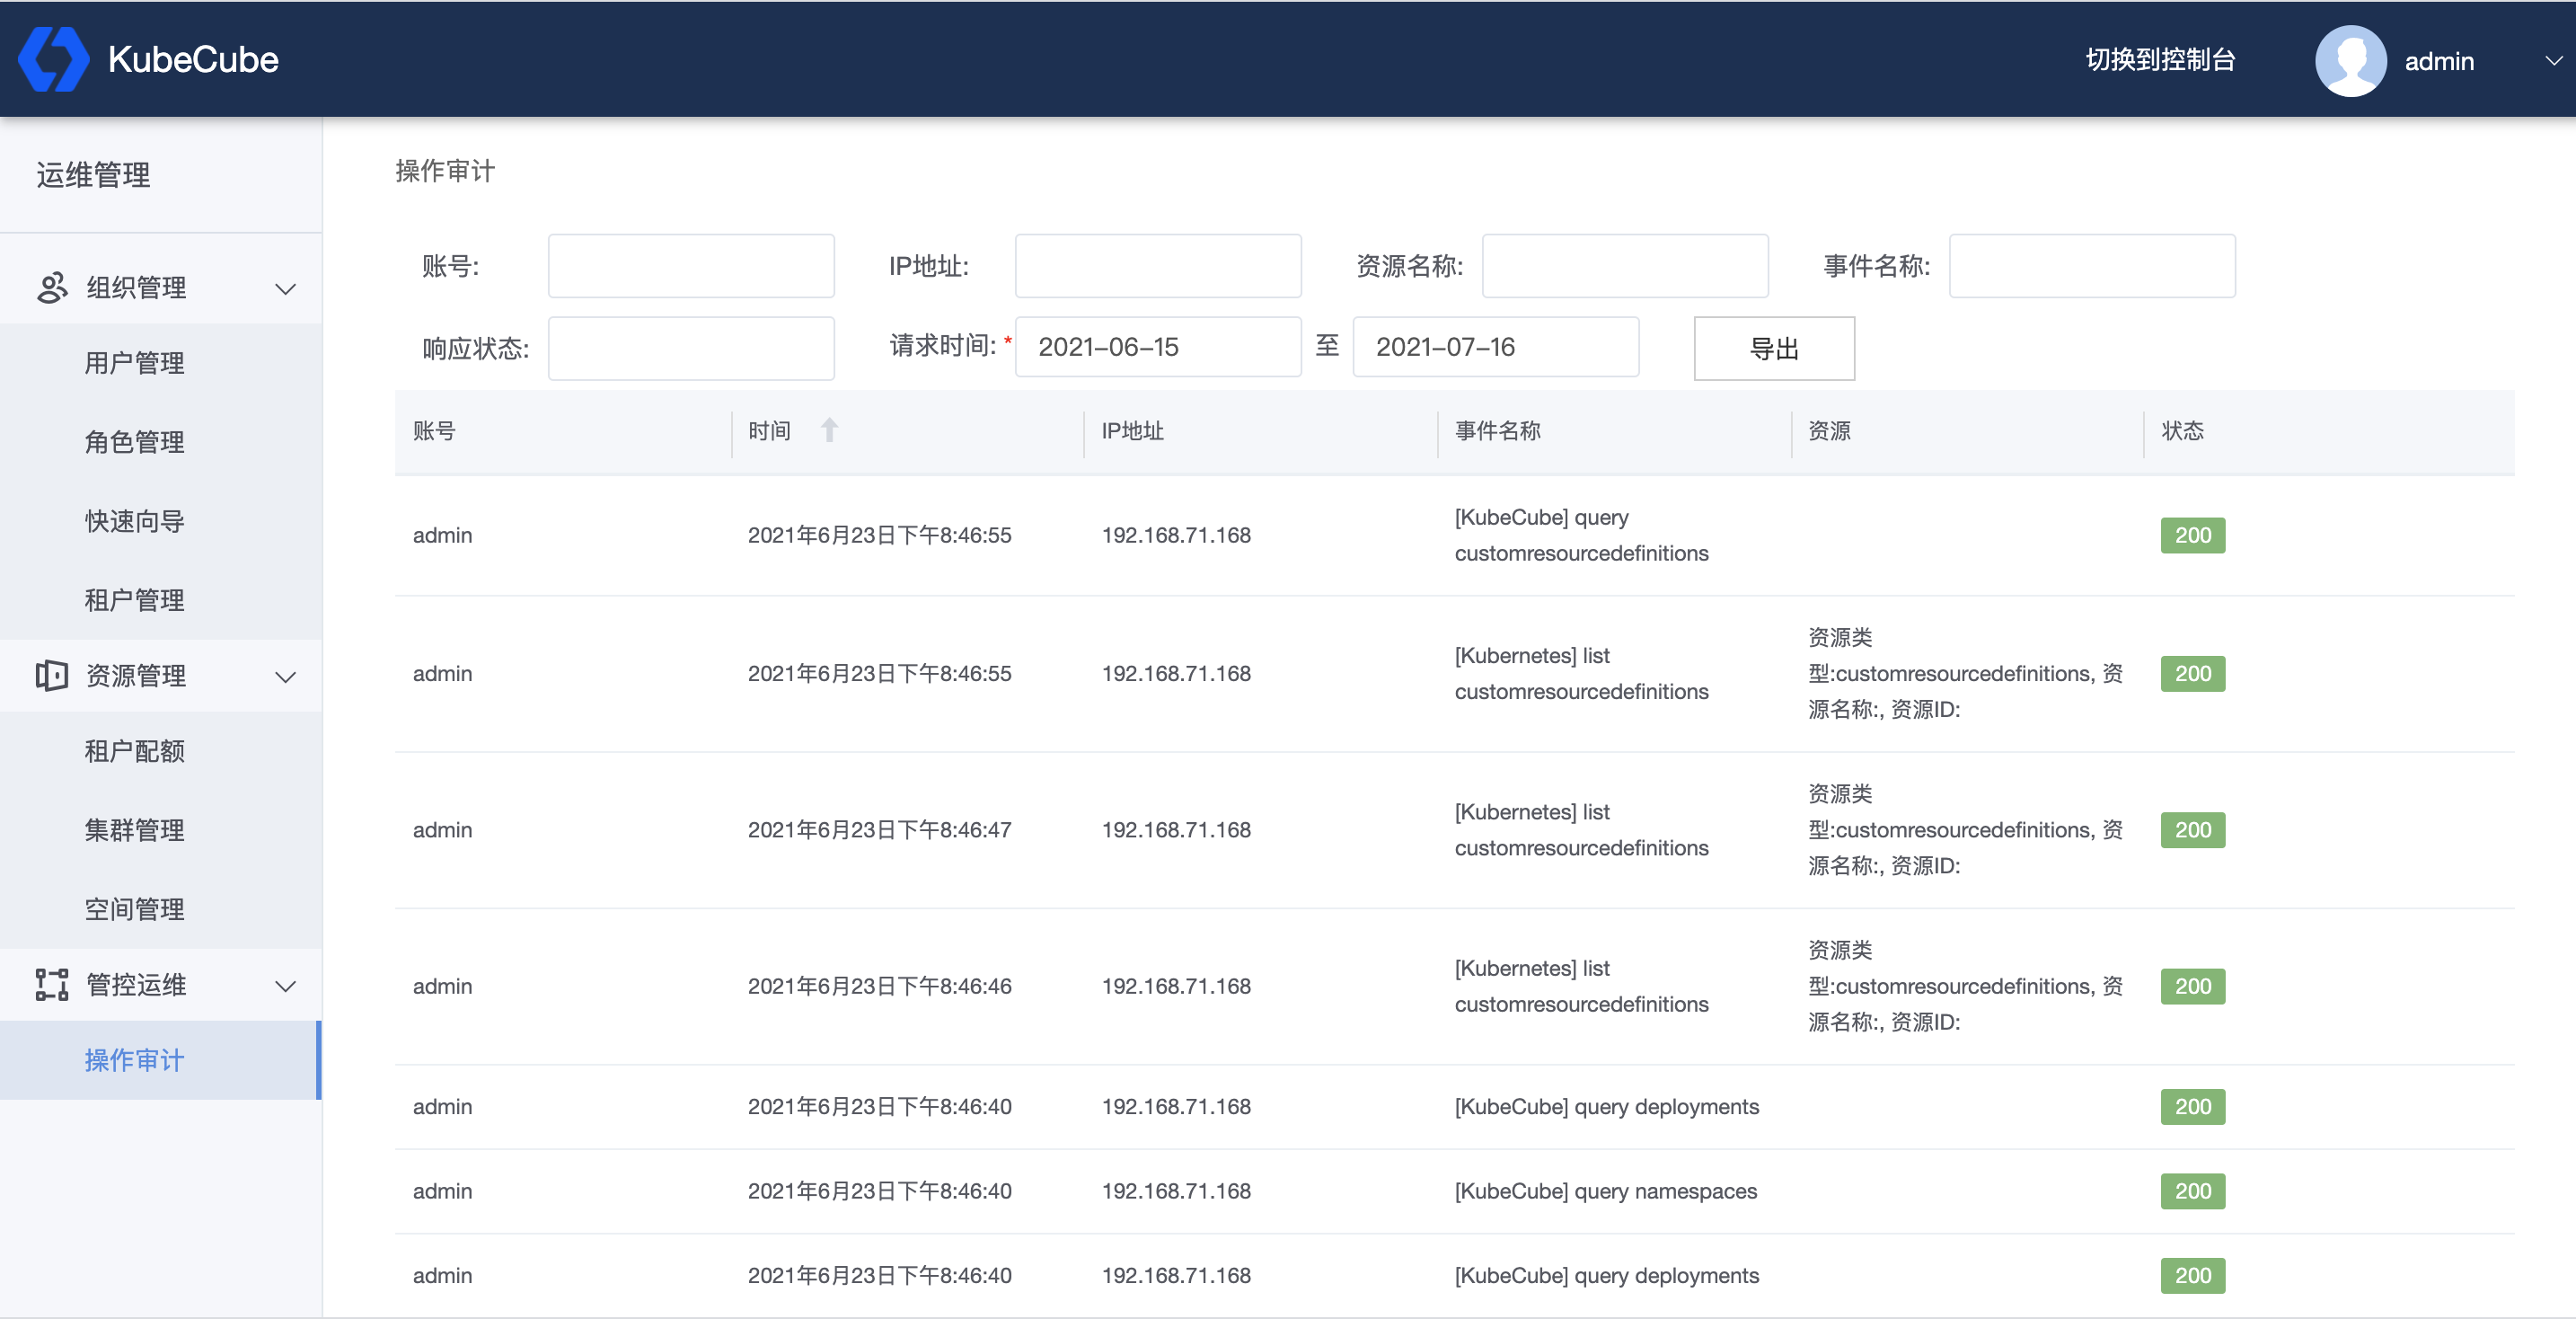 KubeCube
切换到控制台
admin
运维管理
组织管理
用户管理
角色管理
快速向导
租户管理
资源管理
租户配额
集群管理
空间管理
管控运维
操作审计
操作审计
账号:
IP地址:
资源名称:
事件名称:
响应状态:
请求时间:*
2021-06-15
至
2021-07-16
导出
账号 时间 IP地址 事件名称 资源 状态
admin 2021年6月23日下午8:46:55 192.168.71.168
[KubeCube] query
customresourcedefinitions
200
admin 2021年6月23日下午8:46:55 192.168.71.168
[Kubernetes] list
customresourcedefinitions
资源类
型:customresourcedefinitions, 资
源名称:, 资源ID:
200
admin 2021年6月23日下午8:46:47 192.168.71.168
[Kubernetes] list
customresourcedefinitions
资源类
型:customresourcedefinitions, 资
源名称:, 资源ID:
200
admin 2021年6月23日下午8:46:46 192.168.71.168
[Kubernetes] list
customresourcedefinitions
资源类
型:customresourcedefinitions, 资
源名称:, 资源ID:
200
admin 2021年6月23日下午8:46:40 192.168.71.168 [KubeCube] query deployments 200
admin 2021年6月23日下午8:46:40 192.168.71.168 [KubeCube] query namespaces 200
admin 2021年6月23日下午8:46:40 192.168.71.168 [KubeCube] query deployments 200